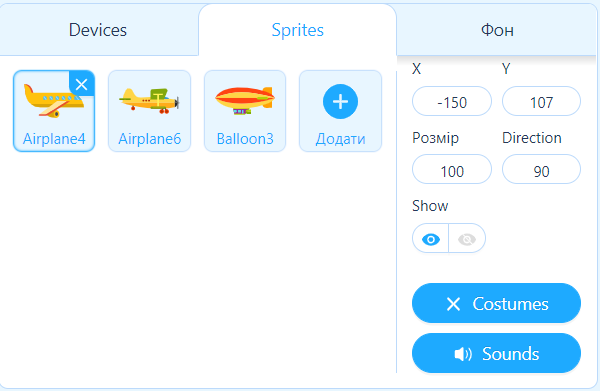 Devices
Sprites
Фон
Airplane4
Airplane6
Balloon3
Додати
X
Y
-150
107
Розмір
Direction
100
90
Show
Costumes
Sounds